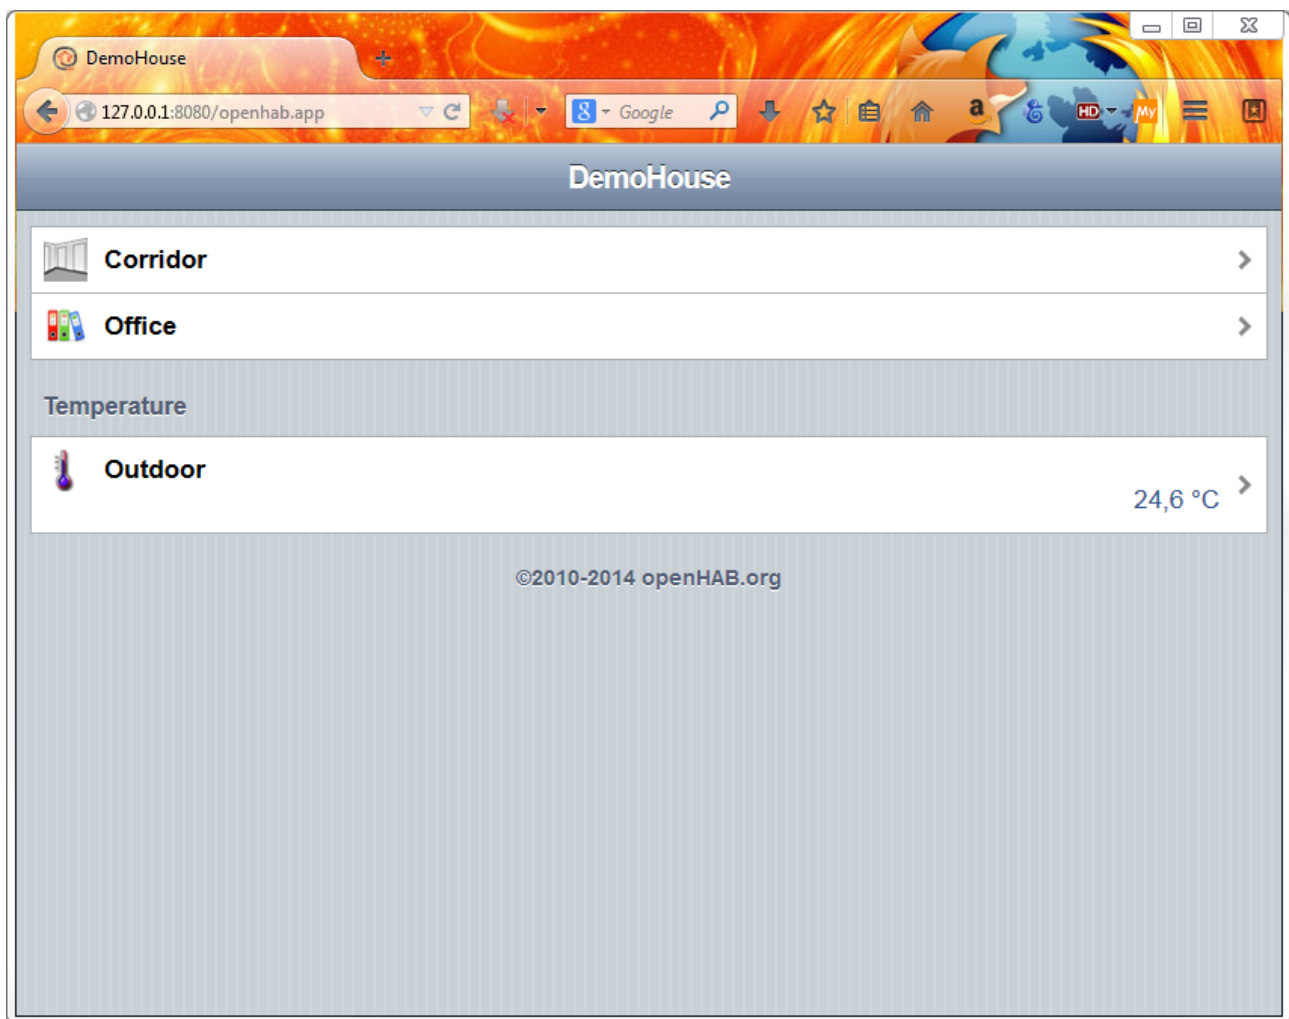 DemoHouse
127.0.0.1:8080/openhab.app
8
Google
a
HD
My
DemoHouse
Corridor
Office
Temperature
Outdoor
24,6 °C
©2010-2014 openHAB.org